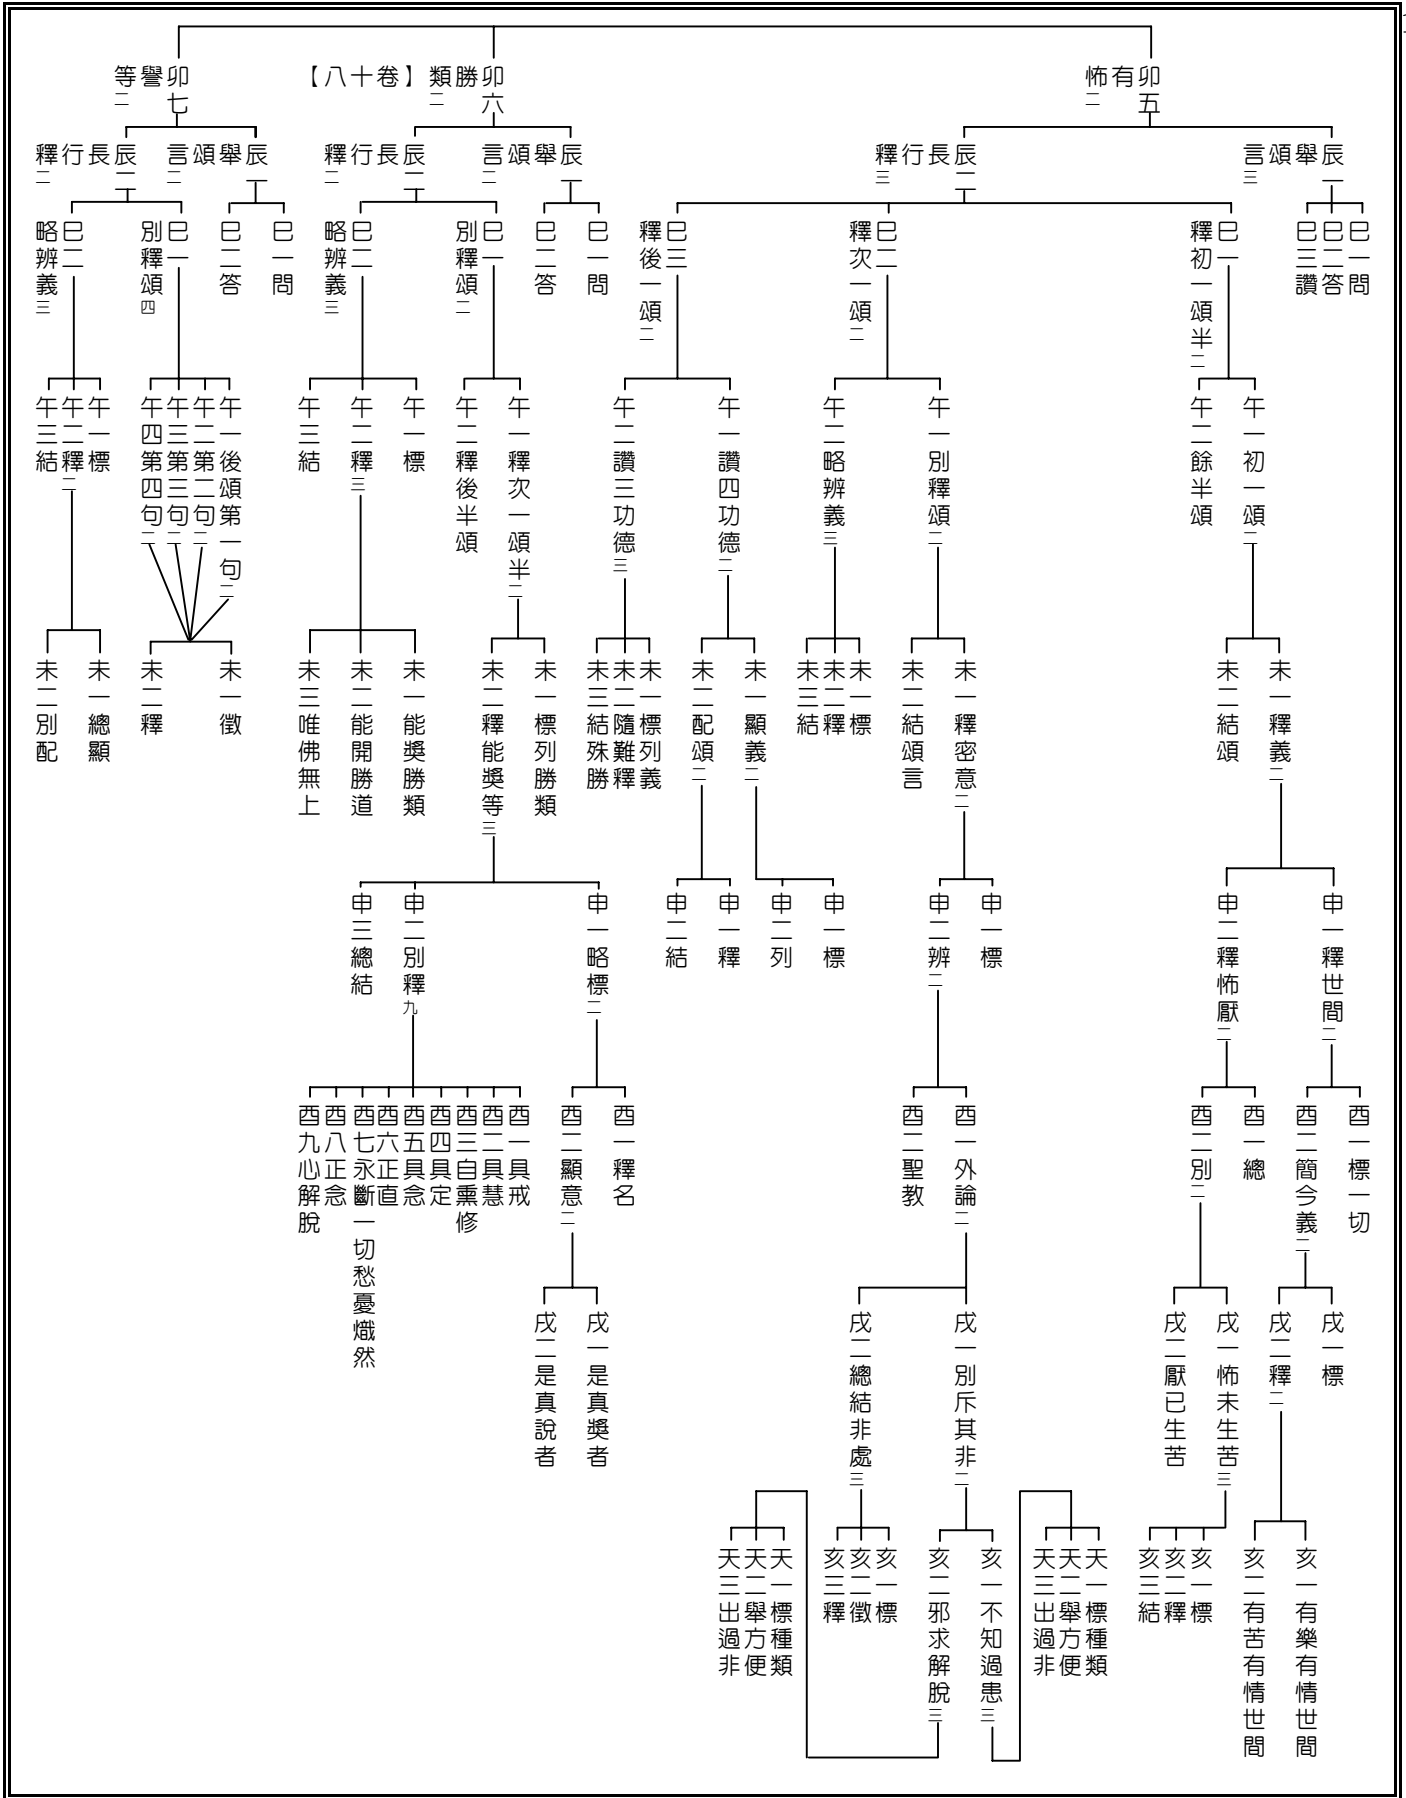 卯五有怖二
卯六勝類二【卷十八】
卯七譽等二
辰一舉頌言三
辰二長行釋三
辰一舉頌言二
辰二長行釋二
辰一舉頌言二
辰二長行釋二
巳一問
巳二答
巳三讚
巳一釋初一頌半二
巳二釋次一頌二
巳三釋後一頌二
巳一問
巳二答
巳一別釋頌二
巳二略辨義三
巳一問
巳二答
巳一別釋頌四
巳二略辨義三
午一初一頌二
午二餘半頌
午一別釋頌二
午二略辨義三
午一讚四功德二
午二讚三功德三
午一釋次一頌半二
午二釋後半頌
午一標
午二釋三
午三結
午一後頌第一句二
午二第二句二
午三第三句二
午四第四句二
午一標
午二釋二
午三結
未一釋義二
未二結頌
未一釋密意二
未二結頌言
未一標
未二釋
未三結
未一顯義二
未二配頌二
未一標列義
未二隨難釋
未三結殊勝
未一標列勝類
未二釋能奬等三
未一能奬勝類
未二能開勝道
未三唯佛無上
未一徵
未二釋
未一總顯
未二別配
申一釋世間二
申二釋怖厭二
申一標
申二辨二
申一標
申二列
申一釋
申二結
申一略標二
申二別釋九
申三總結
酉一標一切
酉二簡今義二
酉一總
酉二別二
酉一外論二
酉二聖教
酉一釋名
酉二顯意二
酉一具戒
酉二具慧
酉三自熏修
酉四具定
酉五具念
酉六正直
酉七永斷一切愁憂熾然
酉八正念
酉九心解脫
戌一標
戌二釋二
戌一怖未生苦三
戌二厭已生苦
戌一別斥其非二
戌二總結非處三
戌一是真奬者
戌二是真說者
亥一有樂有情世間
亥二有苦有情世間
亥一標
亥二釋
亥三結
亥一不知過患三
亥二邪求解脫三
亥一標
亥二徵
亥三釋
天一標種類
天二舉方便
天三出過非
天一標種類
天二舉方便
天三出過非